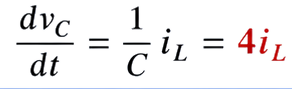 dv_C/dt = 1/C i_L = 4i_L